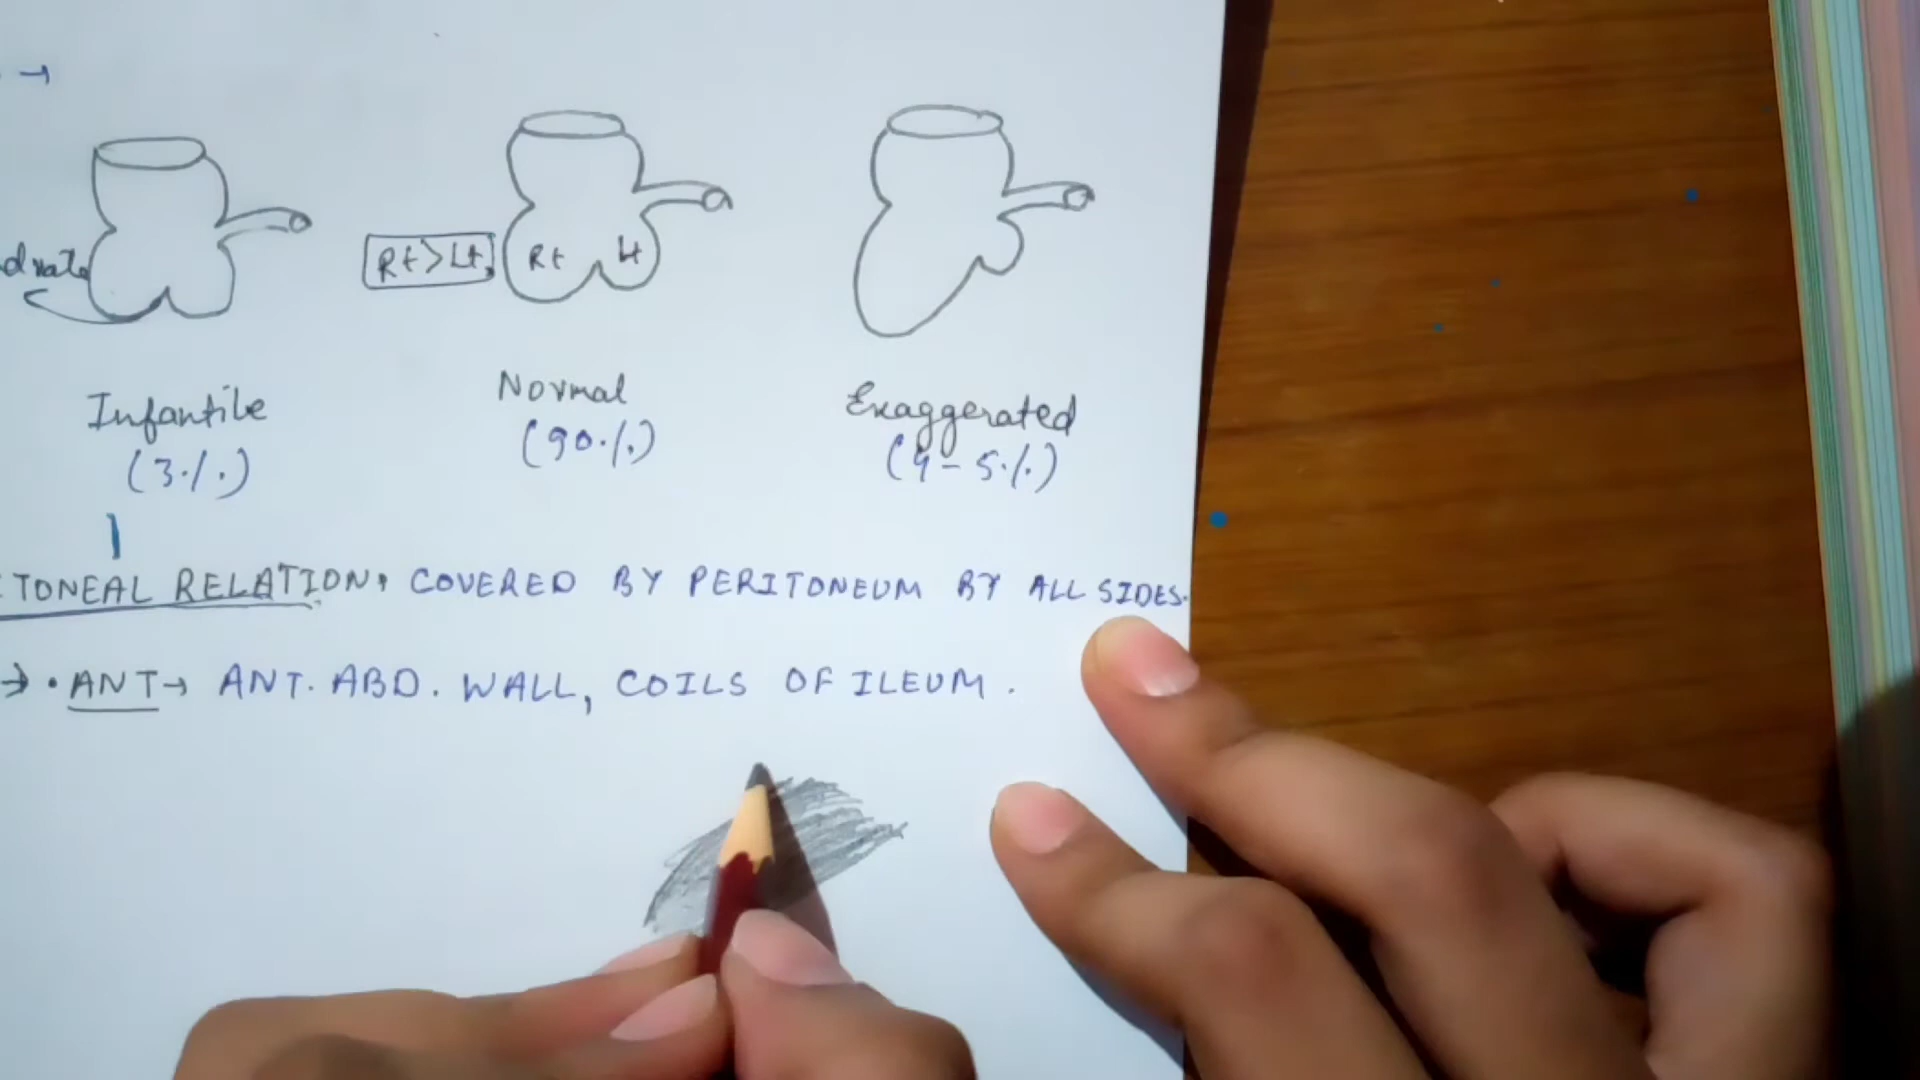 →
Rt>Lt
Rt Lt
Infantile
Normal
Exaggerated
(3%)
(90%)
(4-5%)
TONEAL RELATION, COVERED BY PERITONEUM BY ALL SIDES.
→ • ANT → ANT. ABD. WALL, COILS OF ILEUM.